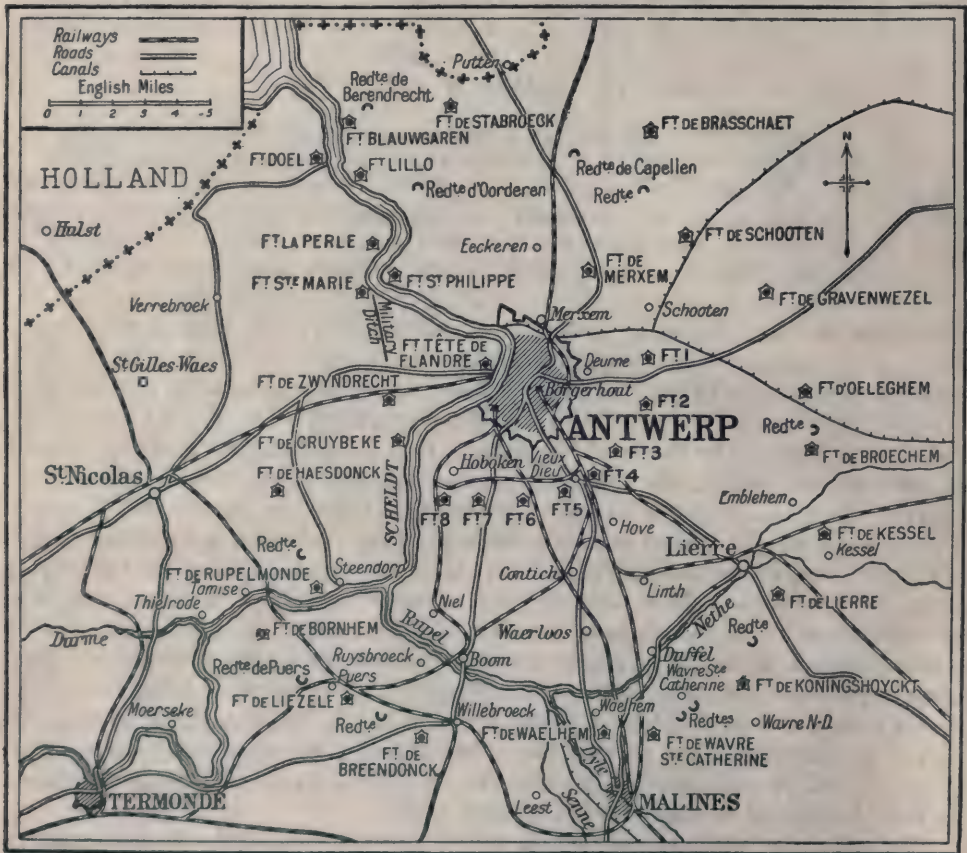 Railways
Roads
Canals
English Miles
0 1 2 3 4 5
Putten
Redte de
Berendrecht
FT DE STABROECK
FT BLAUWGAREN
FT DE BRASSCHAET
FT DOEL
FT LILLO
Redte de Capellen
Redte
Redte d'Oorderen
HOLLAND
N
Hulst
FT LA PERLE
Eeckeren
FT DE SCHOOTEN
FT STE MARIE
FT ST PHILIPPE
FT DE
MERXEM
FT DE GRAVENWEZEL
Verrebroek
Military
Ditch
Schooten
Merxem
FT TÊTE DE
FLANDRE
Deurne
FT 1
St Gilles-Waes
FT DE ZWYNDRECHT
Borgerhout
FT 2
FT D'OELEGHEM
ANTWERP
Redte
FT DE CRUYBEKE
FT 3
FT DE BROECHEM
Vieux
Dieu
Hoboken
FT 4
St Nicolas
FT DE HAESDONCK
SCHELDT
FT 8
FT 7
FT 6
FT 5
Emblehem
Hove
FT DE KESSEL
Kessel
Lierre
Redte
Steendorp
FT DE RUPELMONDE
Tomise
Contich
Linth
Thielrode
Niel
FT DE LIERRE
Nethe
Durme
FT DE BORNHEM
Rupel
Waerloos
Redte
Ruysbroeck
Boom
Duffel
Redte de Puers
Puers
Wavre Ste
Catherine
FT DE KONINGSHOYCKT
FT DE LIEZELE
Moerseke
Redte
Willebroeck
Waelhem
Redtes
Wavre N-D.
FT DE WAELHEM
FT DE WAVRE
STE CATHERINE
FT DE
BREENDONCK
Dyle
Senne
Leest
TERMONDE
MALINES